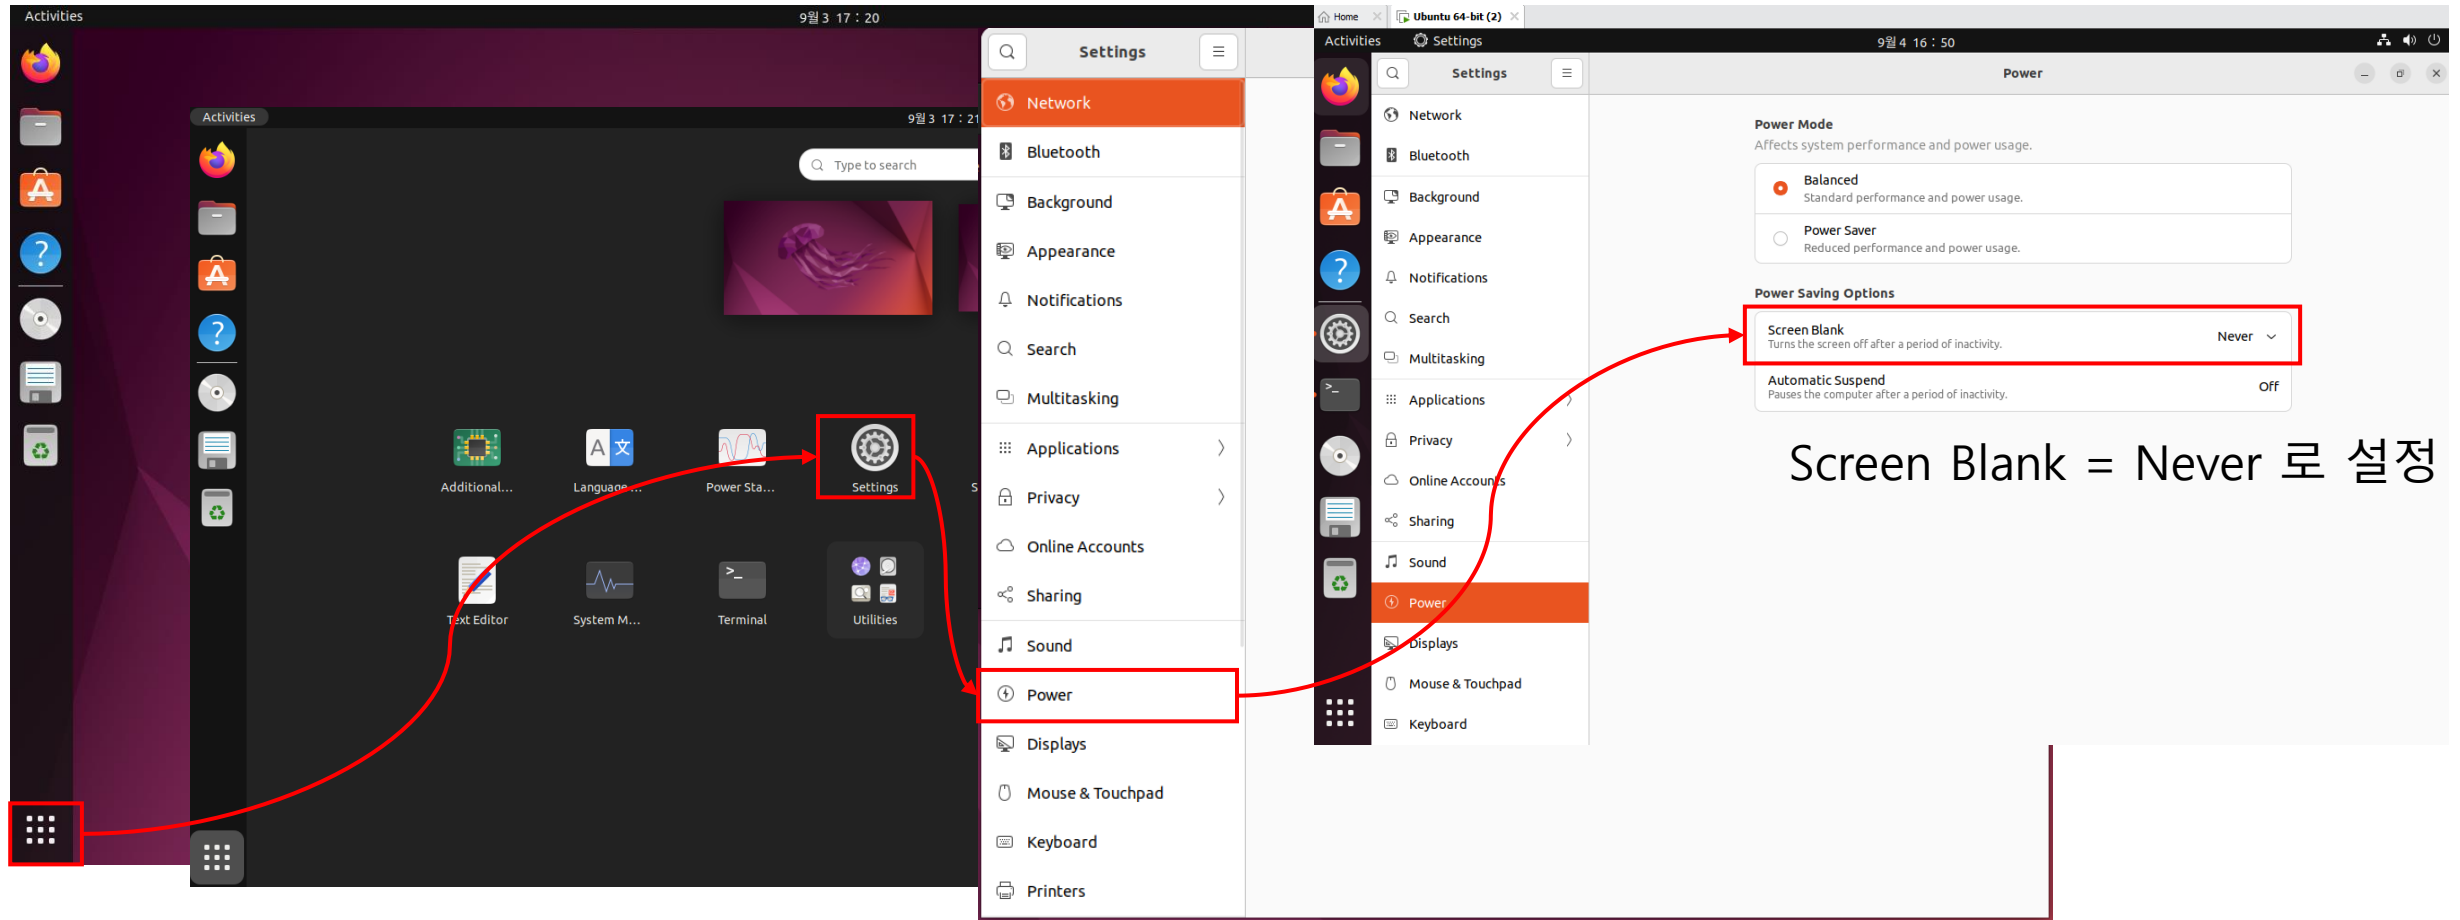 Activities
9월 3 17 : 20
Activities
9월 3 17 : 21
Type to search
Additional...
Language ...
Power Sta...
Settings
S
Text Editor
System M...
Terminal
Utilities
Settings
Network
Bluetooth
Background
Appearance
Notifications
Search
Multitasking
Applications
Privacy
Online Accounts
Sharing
Sound
Power
Displays
Mouse & Touchpad
Keyboard
Printers
Home
Ubuntu 64-bit (2)
Activities
Settings
9월 4 16 : 50
Settings
Power
Network
Bluetooth
Background
Appearance
Notifications
Search
Multitasking
Applications
Privacy
Online Accounts
Sharing
Sound
Power
Displays
Mouse & Touchpad
Keyboard
Power Mode
Affects system performance and power usage.
Balanced
Standard performance and power usage.
Power Saver
Reduced performance and power usage.
Power Saving Options
Screen Blank
Turns the screen off after a period of inactivity.
Never
Automatic Suspend
Pauses the computer after a period of inactivity.
Off
Screen Blank = Never 로 설정